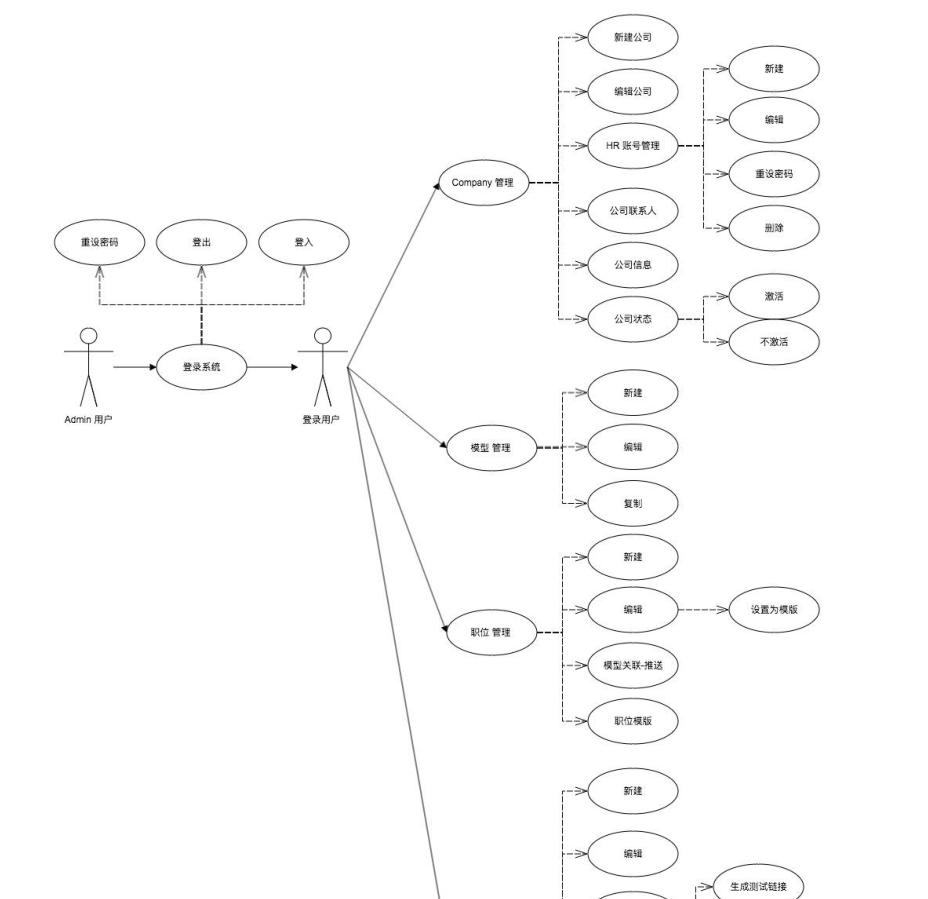 新建公司
编辑公司
HR 账号管理
公司联系人
公司信息
公司状态
新建
编辑
重设密码
删除
激活
不激活
Company 管理
重设密码
登出
登入
登录系统
Admin 用户
登录用户
模型 管理
新建
编辑
复制
职位 管理
新建
编辑
设置为模版
模型关联-推送
职位模版
新建
编辑
生成测试链接